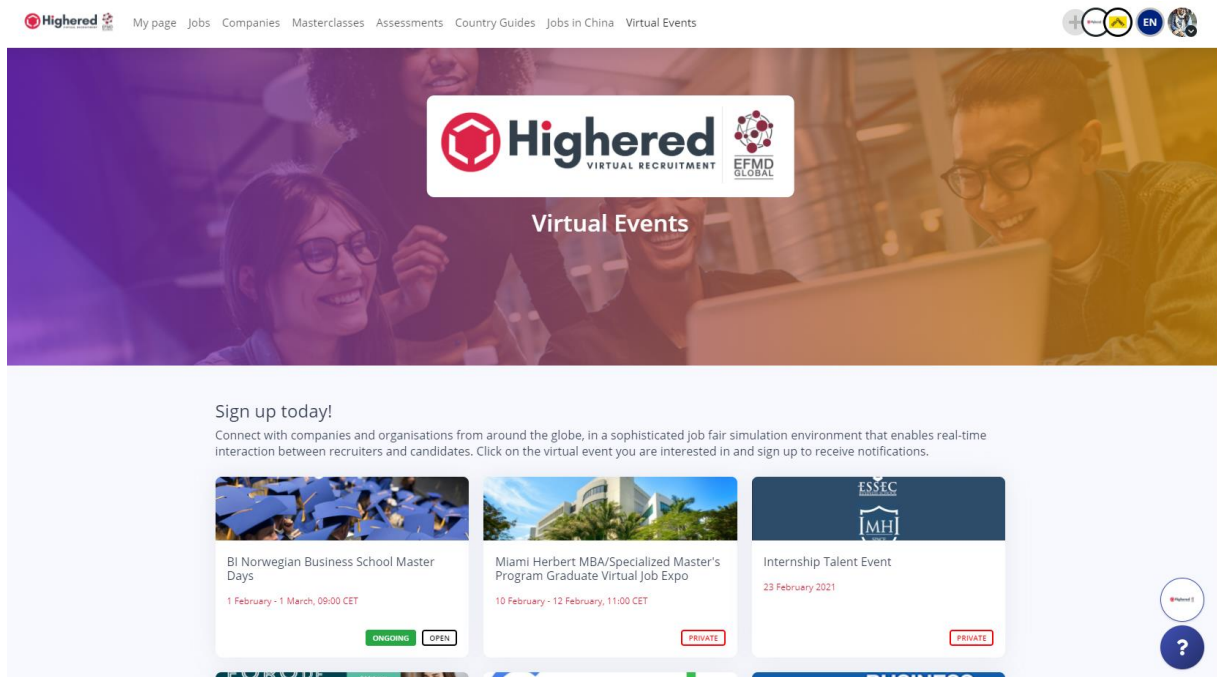 Highered
VIRTUAL RECRUITMENT
My page Jobs Companies Masterclasses Assessments Country Guides Jobs in China Virtual Events
EN
Highered
VIRTUAL RECRUITMENT
EFMD
GLOBAL
Virtual Events
Sign up today!
Connect with companies and organisations from around the globe, in a sophisticated job fair simulation environment that enables real-time
interaction between recruiters and candidates. Click on the virtual event you are interested in and sign up to receive notifications.
BI Norwegian Business School Master
Days
1 February - 1 March, 09:00 CET
ONGOING OPEN
Miami Herbert MBA/Specialized Master's
Program Graduate Virtual Job Expo
10 February - 12 February, 11:00 CET
PRIVATE
ESSEC
IMHI
Internship Talent Event
23 February 2021
PRIVATE
Highered
?